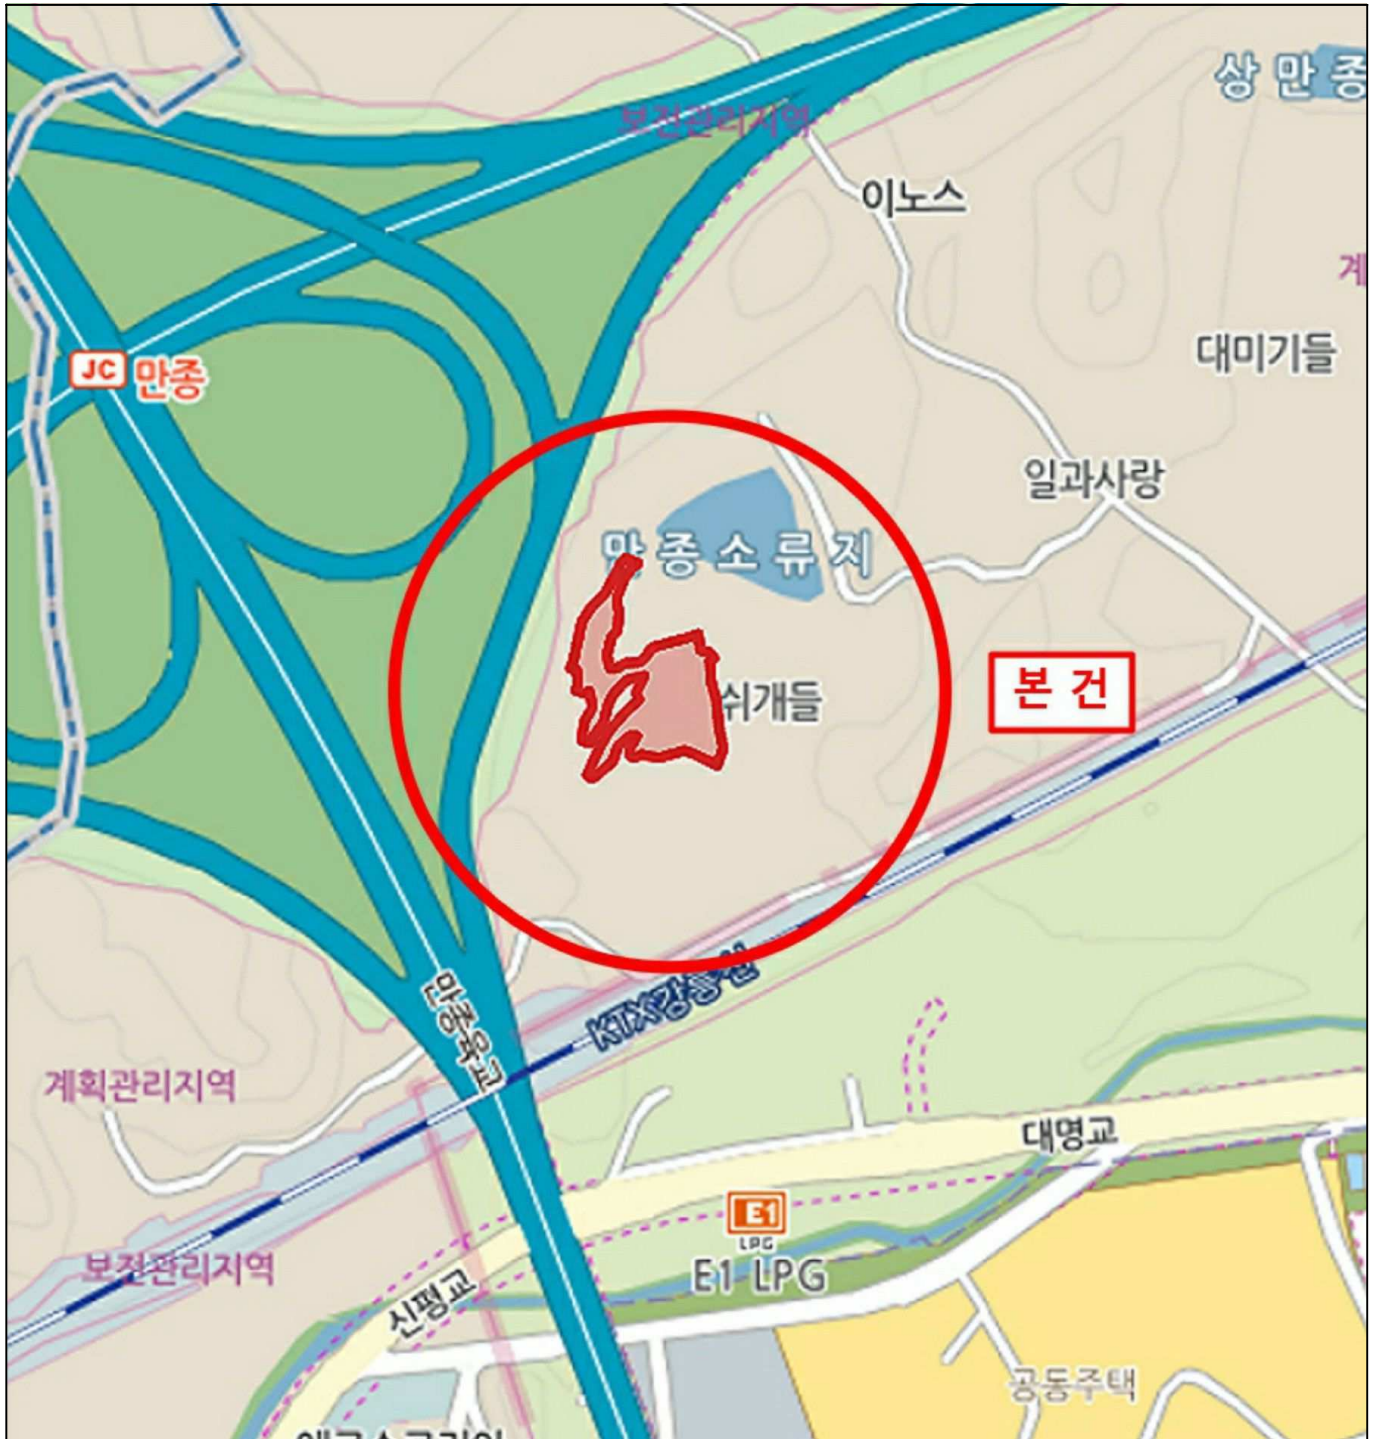 상만종
보전관리지역
이노스
계
대미기들
JC 만종
일과사랑
만종소류지
쉬개들
본 건
KTX강릉선
만종육교
계획관리지역
대명교
E1
LPG
E1 LPG
보전관리지역
신평교
공동주택